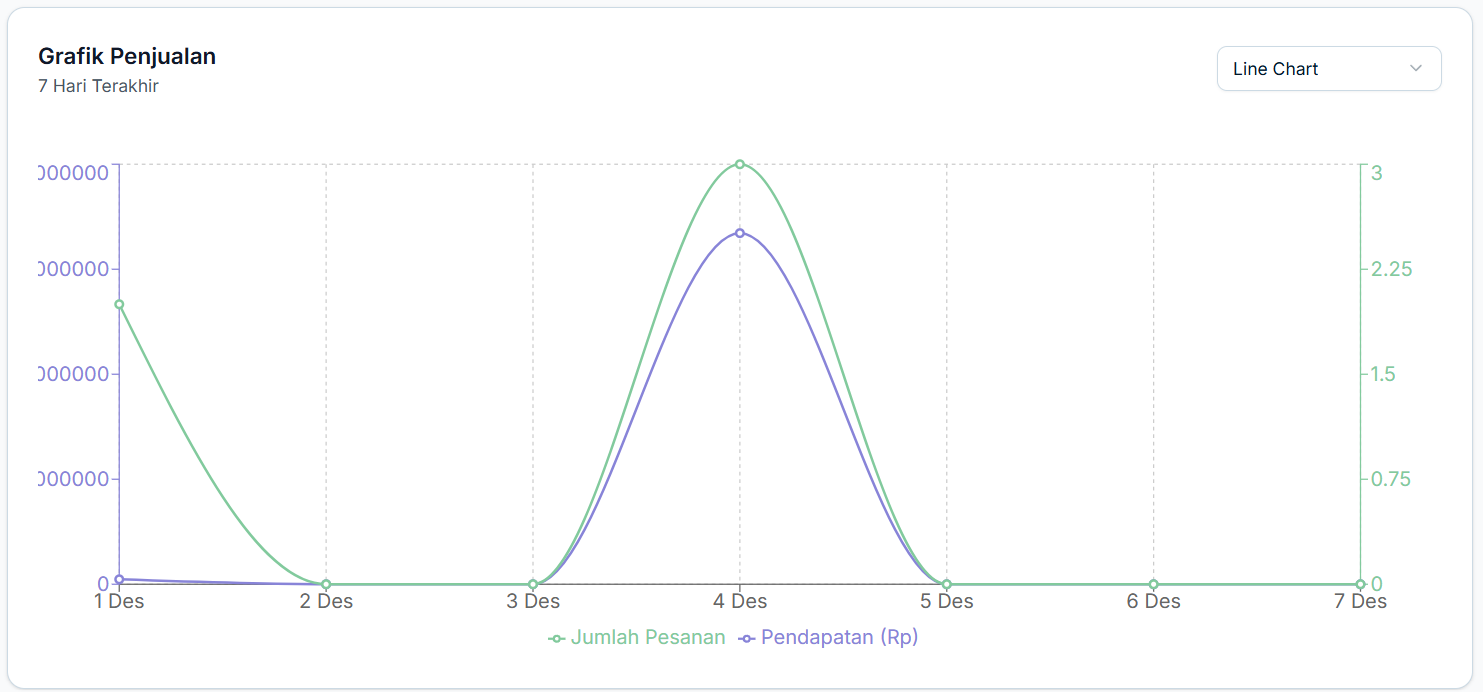 Grafik Penjualan
7 Hari Terakhir
Line Chart
000000
000000
000000
000000
0
3
2.25
1.5
0.75
0
1 Des
2 Des
3 Des
4 Des
5 Des
6 Des
7 Des
Jumlah Pesanan
Pendapatan (Rp)